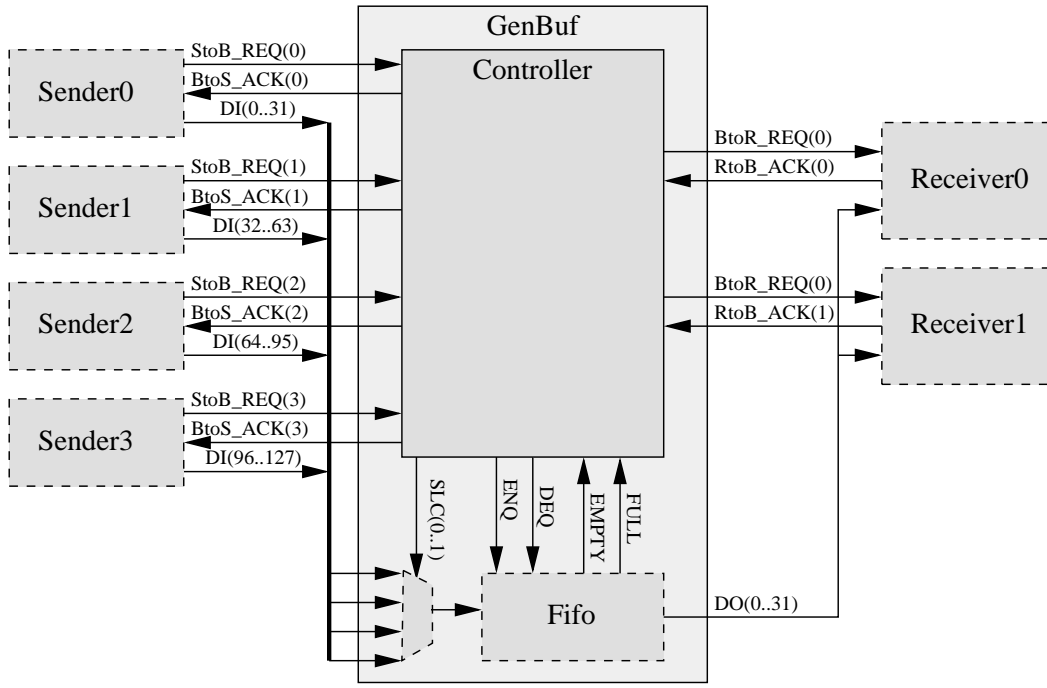 GenBuf
Controller
Sender0
StoB_REQ(0)
BtoS_ACK(0)
DI(0..31)
Sender1
StoB_REQ(1)
BtoS_ACK(1)
DI(32..63)
Sender2
StoB_REQ(2)
BtoS_ACK(2)
DI(64..95)
Sender3
StoB_REQ(3)
BtoS_ACK(3)
DI(96..127)
BtoR_REQ(0)
RtoB_ACK(0)
Receiver0
BtoR_REQ(0)
RtoB_ACK(1)
Receiver1
SLC(0..1)
ENQ
DEQ
EMPTY
FULL
Fifo
DO(0..31)